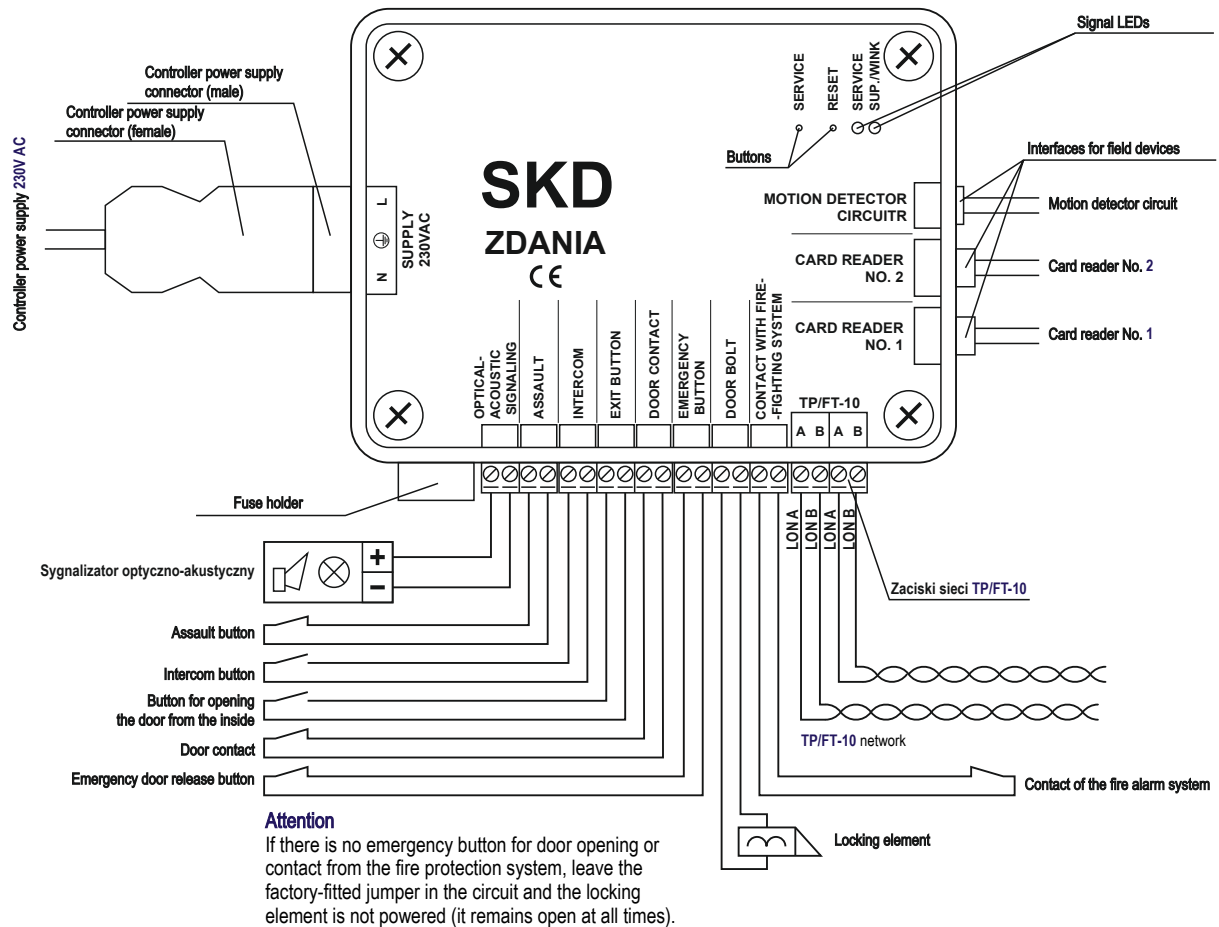 Signal LEDs
Controller power supply
connector (male)
Controller power supply
connector (female)
Controller power supply 230V AC
SERVICE
RESET
SERVICE
SUP./WINK
Buttons
Interfaces for field devices
SKD
ZDANIA
CE
L
N
SUPPLY
230VAC
MOTION DETECTOR
CIRCUITR
Motion detector circuit
CARD READER
NO. 2
Card reader No. 2
CARD READER
NO. 1
Card reader No. 1
OPTICAL-
ACOUSTIC
SIGNALING
ASSAULT
INTERCOM
EXIT BUTTON
DOOR CONTACT
EMERGENCY
BUTTON
DOOR BOLT
CONTACT WITH FIRE-
-FIGHTING SYSTEM
TP/FT-10
A B A B
Fuse holder
LON A
LON B
LON A
LON B
Sygnalizator optyczno-akustyczny
+
–
Zaciski sieci TP/FT-10
Assault button
Intercom button
Button for opening
the door from the inside
Door contact
Emergency door release button
TP/FT-10 network
Contact of the fire alarm system
Locking element
Attention
If there is no emergency button for door opening or
contact from the fire protection system, leave the
factory-fitted jumper in the circuit and the locking
element is not powered (it remains open at all times).